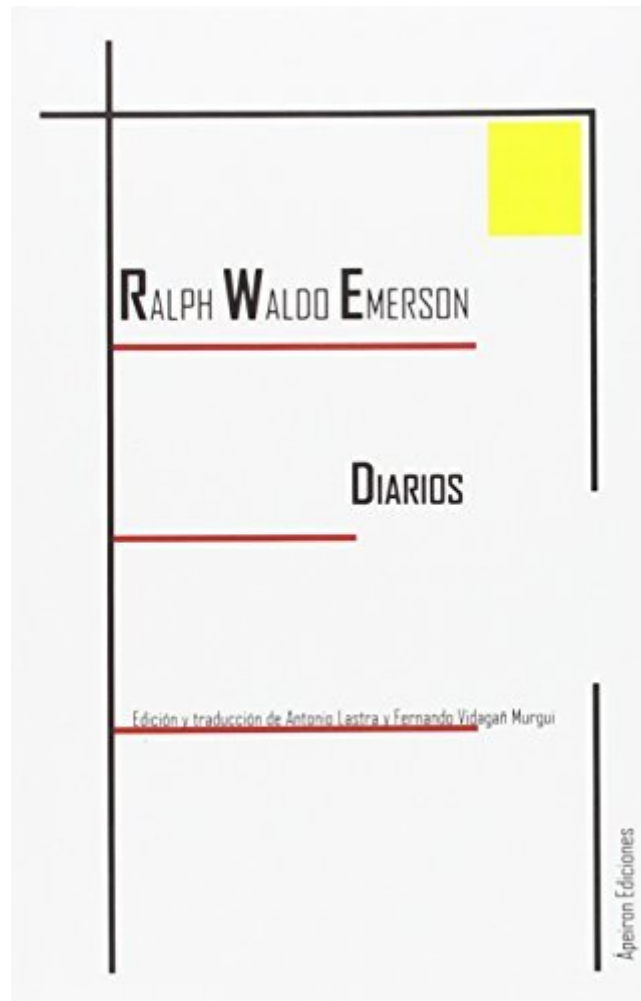 RALPH WALDO EMERSON
DIARIOS
Edición y traducción de Antonio Lastra y Fernando Vidagañ Murgui
Ápeiron Ediciones